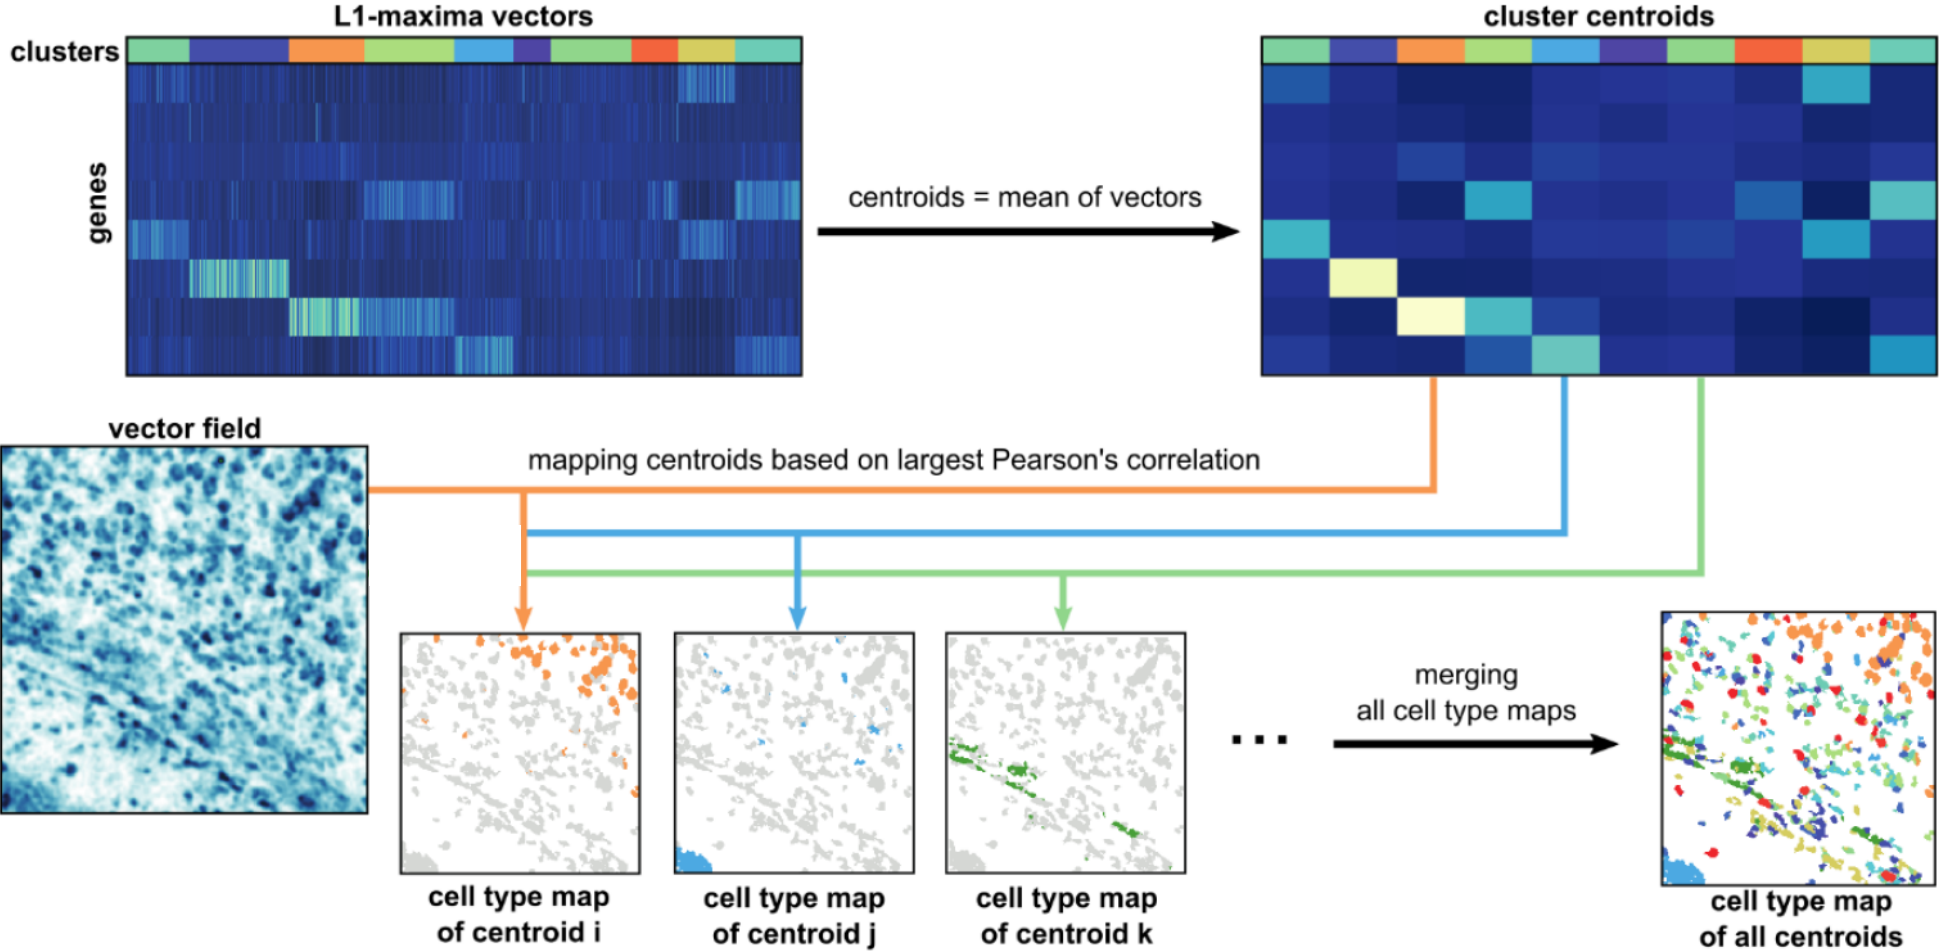 L1-maxima vectors
cluster centroids
clusters
genes
centroids = mean of vectors
vector field
mapping centroids based on largest Pearson's correlation
merging
all cell type maps
...
cell type map
of centroid i
cell type map
of centroid j
cell type map
of centroid k
cell type map
of all centroids